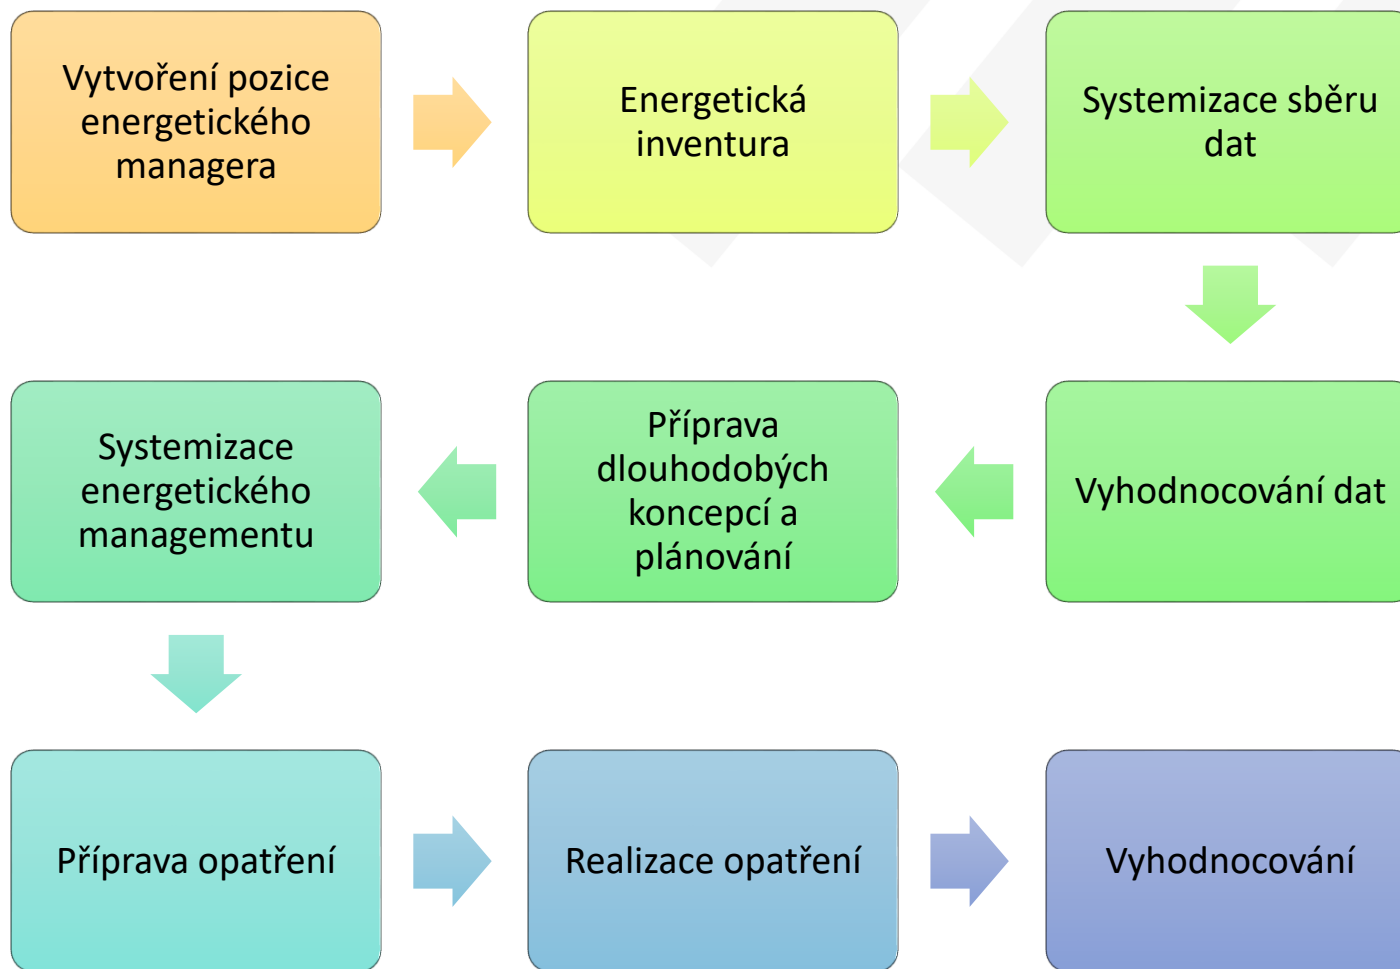 Vytvoření pozice
energetického
managera
Energetická
inventura
Systemizace sběru
dat
Vyhodnocování dat
Příprava
dlouhodobých
koncepcí a
plánování
Systemizace
energetického
managementu
Příprava opatření
Realizace opatření
Vyhodnocování